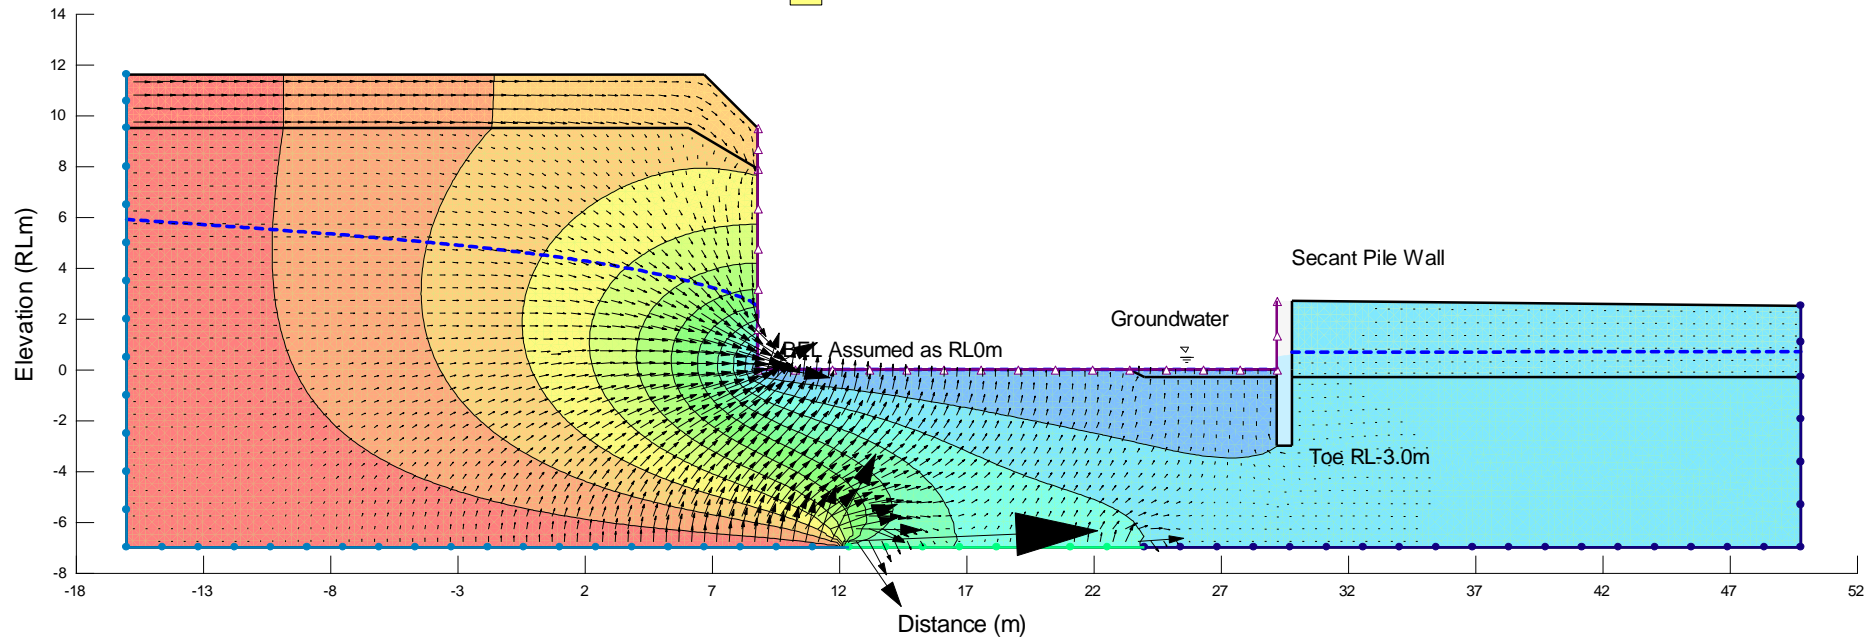 14
12
10
8
6
4
2
0
-2
-4
-6
-8
Elevation (RLm)
Secant Pile Wall
Groundwater
BEL Assumed as RL0m
Toe RL-3.0m
-18 -13 -8 -3 2 7 12 17 22 27 32 37 42 47 52
Distance (m)